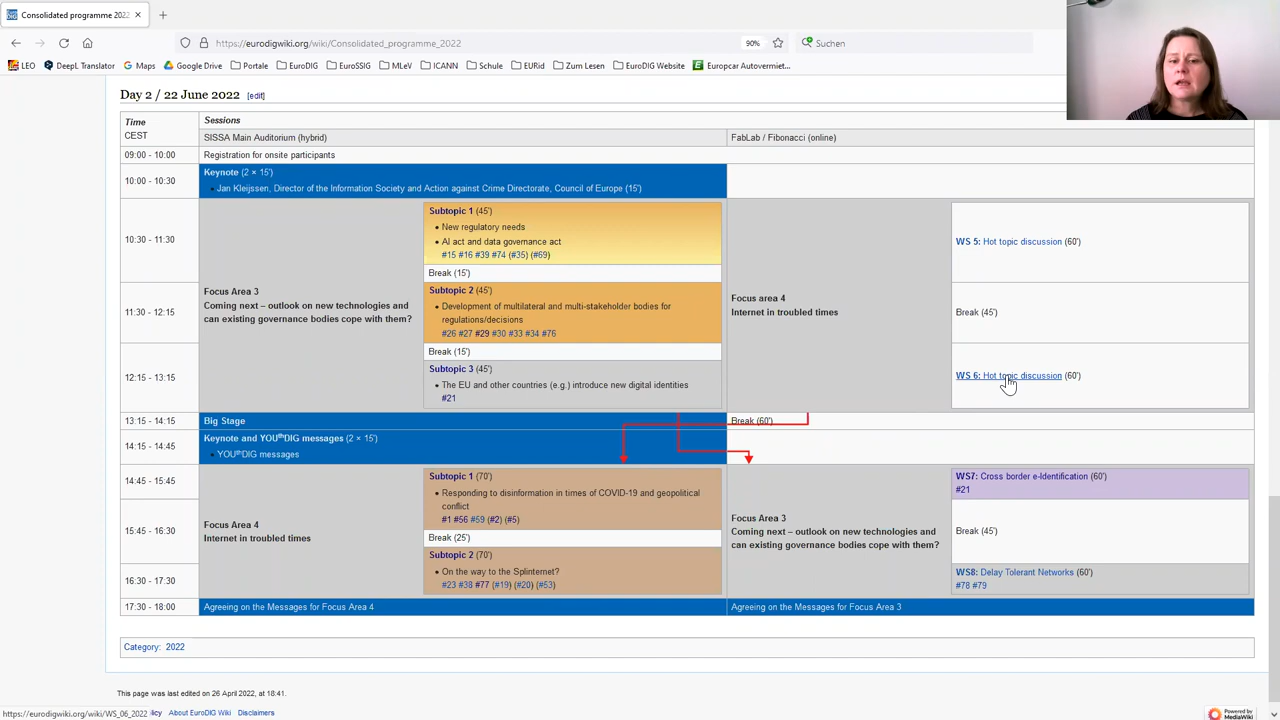 Consolidated programme 2022
https://eurodigwiki.org/wiki/Consolidated_programme_2022
90%
Suchen
LEO
DeepL Translator
Maps
Google Drive
Portale
EuroDIG
EuroSSIG
MLeV
ICANN
Schule
EURid
Zum Lesen
EuroDIG Website
Europcar Autovermiet...
Day 2 / 22 June 2022 [edit]
Time
CEST
Sessions
SISSA Main Auditorium (hybrid)
FabLab / Fibonacci (online)
09:00 - 10:00
Registration for onsite participants
10:00 - 10:30
Keynote (2 × 15')
• Jan Kleijssen, Director of the Information Society and Action against Crime Directorate, Council of Europe (15')
10:30 - 11:30
11:30 - 12:15
12:15 - 13:15
Focus Area 3
Coming next – outlook on new technologies and
can existing governance bodies cope with them?
Subtopic 1 (45')
• New regulatory needs
• AI act and data governance act
#15 #16 #39 #74 (#35) (#69)
Break (15')
Subtopic 2 (45')
• Development of multilateral and multi-stakeholder bodies for
regulations/decisions
#26 #27 #29 #30 #33 #34 #76
Break (15')
Subtopic 3 (45')
• The EU and other countries (e.g.) introduce new digital identities
#21
Focus area 4
Internet in troubled times
WS 5: Hot topic discussion (60')
Break (45')
WS 6: Hot topic discussion (60')
13:15 - 14:15
Big Stage
Break (60')
14:15 - 14:45
Keynote and YOUthDIG messages (2 × 15')
• YOUthDIG messages
14:45 - 15:45
15:45 - 16:30
16:30 - 17:30
Focus Area 4
Internet in troubled times
Subtopic 1 (70')
• Responding to disinformation in times of COVID-19 and geopolitical
conflict
#1 #56 #59 (#2) (#5)
Break (25')
Subtopic 2 (70')
• On the way to the Splinternet?
#23 #38 #77 (#19) (#20) (#53)
Focus Area 3
Coming next – outlook on new technologies and
can existing governance bodies cope with them?
WS7: Cross border e-Identification (60')
#21
Break (45')
WS8: Delay Tolerant Networks (60')
#78 #79
17:30 - 18:00
Agreeing on the Messages for Focus Area 4
Agreeing on the Messages for Focus Area 3
Category: 2022
This page was last edited on 26 April 2022, at 18:41.
https://eurodigwiki.org/wiki/WS_06_2022
licy
About EuroDIG Wiki
Disclaimers
Powered by
MediaWiki